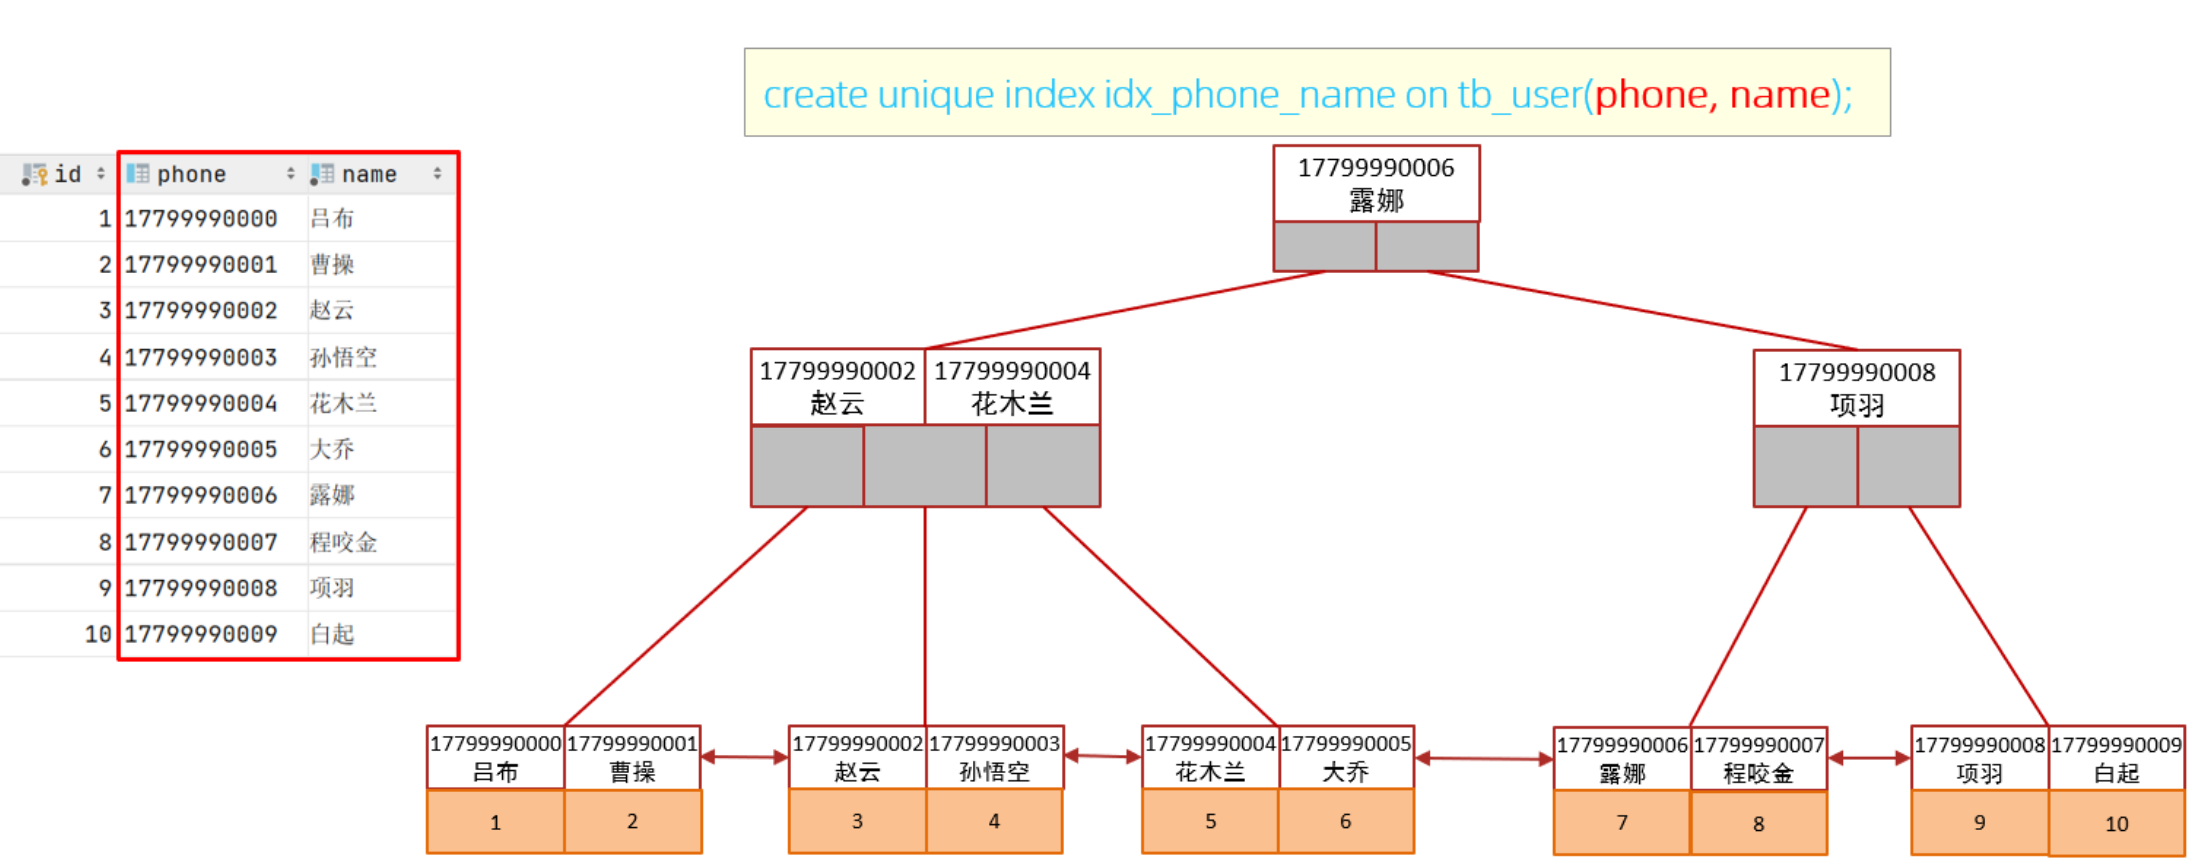 create unique index idx_phone_name on tb_user(phone, name);
id phone name
1 17799990000 吕布
2 17799990001 曹操
3 17799990002 赵云
4 17799990003 孙悟空
5 17799990004 花木兰
6 17799990005 大乔
7 17799990006 露娜
8 17799990007 程咬金
9 17799990008 项羽
10 17799990009 白起
17799990006
露娜
17799990002 17799990004
赵云 花木兰
17799990008
项羽
17799990000 17799990001
吕布 曹操
1 2
17799990002 17799990003
赵云 孙悟空
3 4
17799990004 17799990005
花木兰 大乔
5 6
17799990006 17799990007
露娜 程咬金
7 8
17799990008 17799990009
项羽 白起
9 10